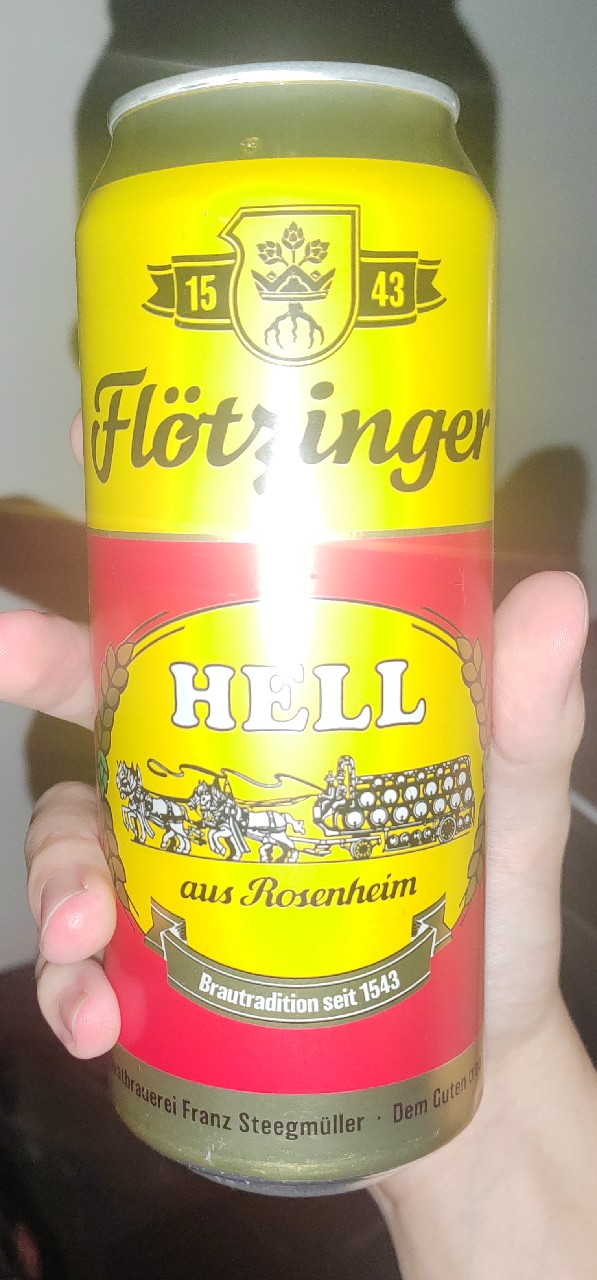 15 43
Flötzinger
HELL
aus Rosenheim
Brautradition seit 1543
Franz Steegmüller · Dem Guten